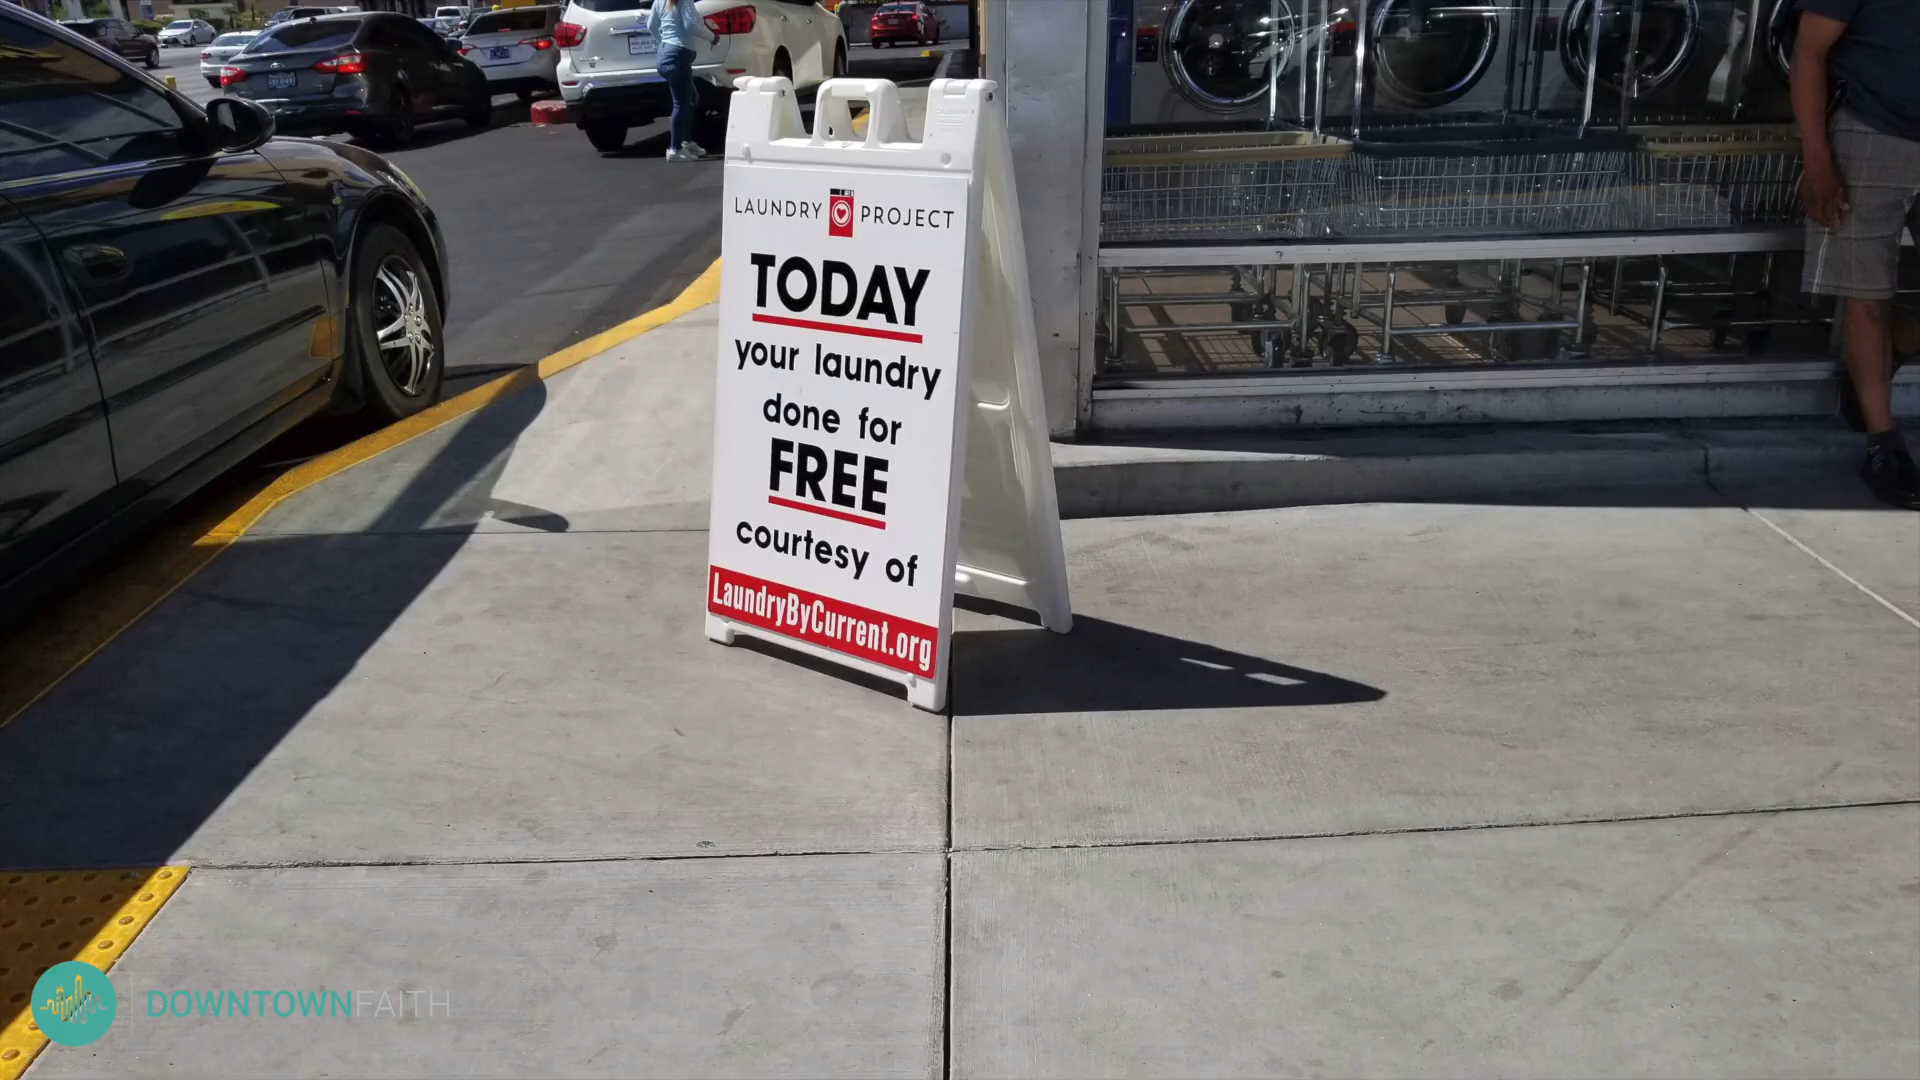 LAUNDRY PROJECT
TODAY
your laundry
done for
FREE
courtesy of
LaundryByCurrent.org
DOWNTOWNFAITH